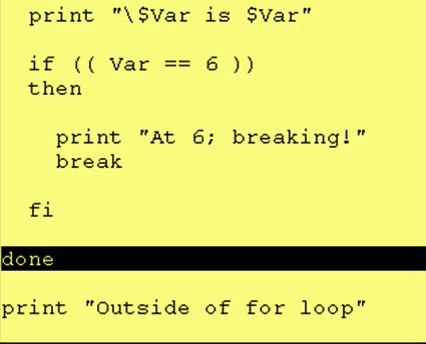 print "\$Var is $Var"
if (( Var == 6 ))
then
print "At 6; breaking!"
break
fi
done
print "Outside of for loop"